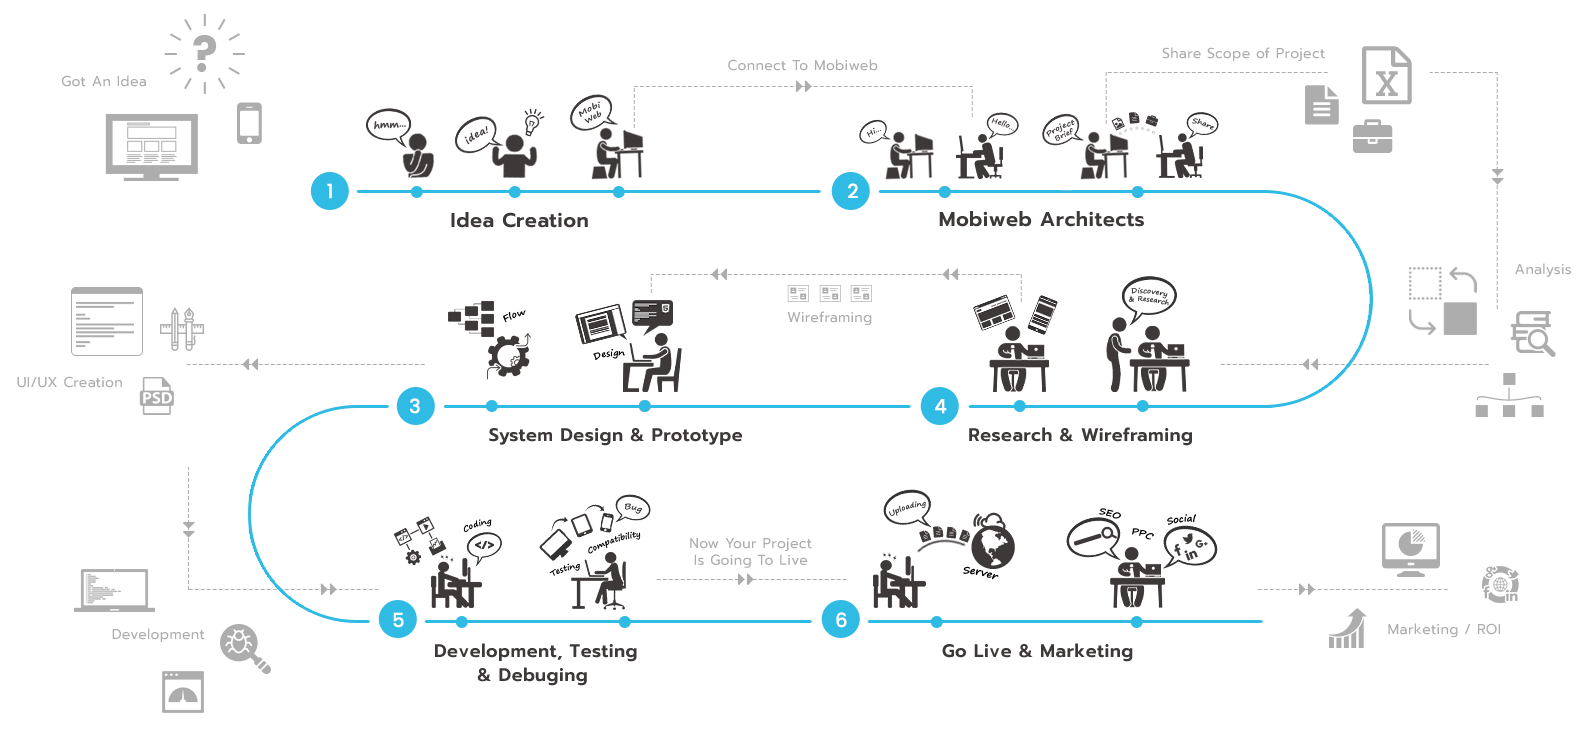 Got An Idea
?
hmm...
idea!
Mobi
Web
Connect To Mobiweb
Hi...
Hello...
Project
Brief
Share
Share Scope of Project
X
1
Idea Creation
2
Mobiweb Architects
Analysis
Discovery
& Research
Wireframing
Flow
Design
UI/UX Creation
PSD
3
System Design & Prototype
4
Research & Wireframing
Coding
</>
Testing
Compatibility
Bug
Now Your Project
Is Going To Live
Uploading
Server
SEO
PPC
Social
f
in
G+
Development
5
Development, Testing
& Debuging
6
Go Live & Marketing
Marketing / ROI
g+
f
in